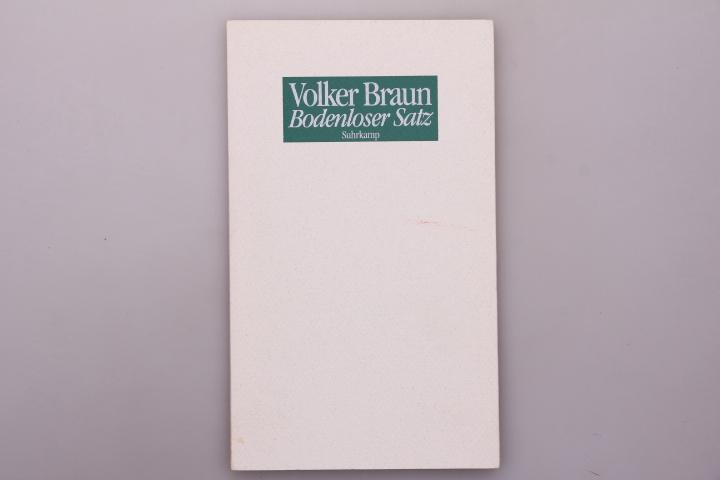 Volker Braun
Bodenloser Satz
Suhrkamp